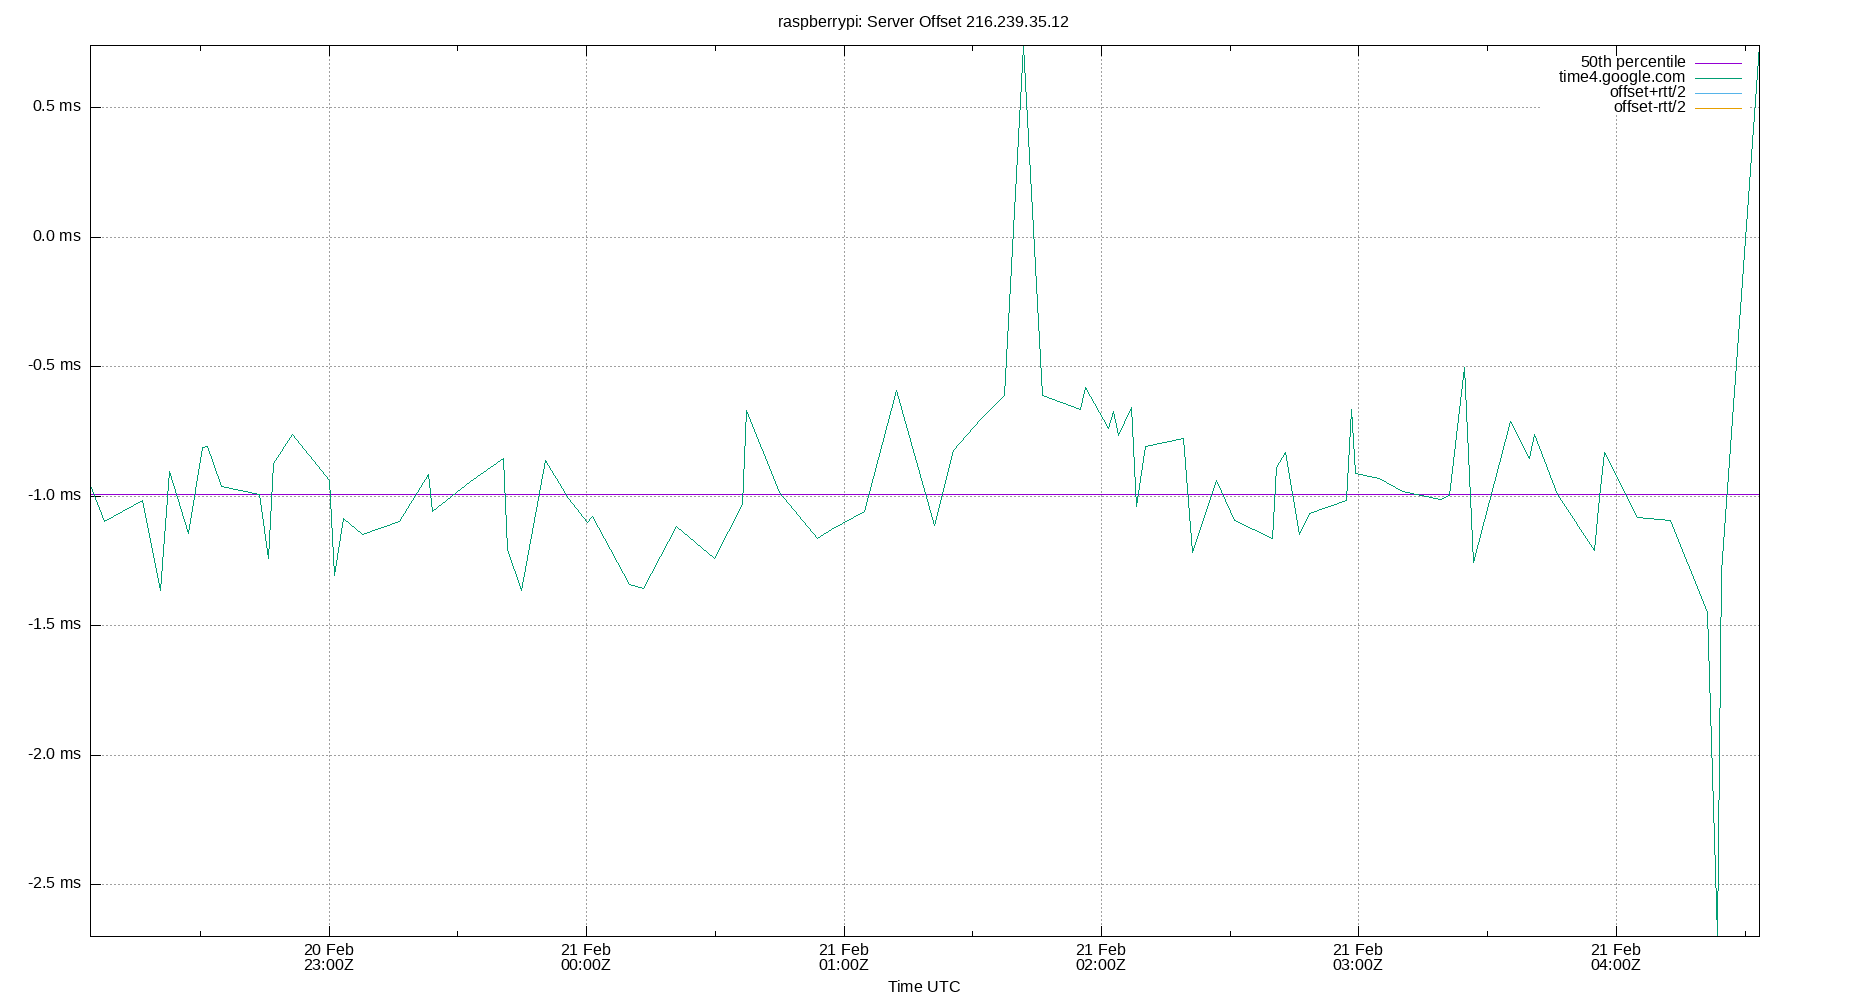 raspberrypi: Server Offset 216.239.35.12
50th percentile
time4.google.com
offset+rtt/2
offset-rtt/2
0.5 ms
0.0 ms
-0.5 ms
-1.0 ms
-1.5 ms
-2.0 ms
-2.5 ms
20 Feb 21 Feb 21 Feb 21 Feb 21 Feb 21 Feb
23:00Z 00:00Z 01:00Z 02:00Z 03:00Z 04:00Z
Time UTC